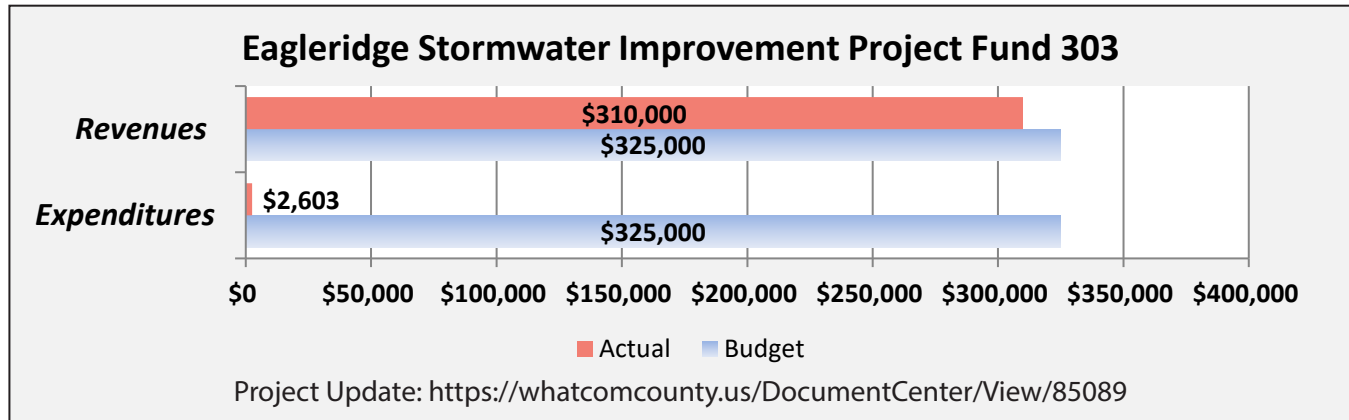 Eagleridge Stormwater Improvement Project Fund 303
Revenues
$310,000
$325,000
Expenditures
$2,603
$325,000
$0 $50,000 $100,000 $150,000 $200,000 $250,000 $300,000 $350,000 $400,000
Actual Budget
Project Update: https://whatcomcounty.us/DocumentCenter/View/85089